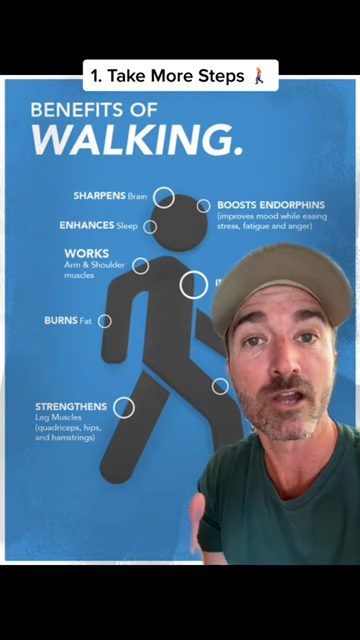 1. Take More Steps 🚶‍♀️
BENEFITS OF
WALKING.
SHARPENS Brain
BOOSTS ENDORPHINS
(improves mood while easing
stress, fatigue and anger)
ENHANCES Sleep
WORKS
Arm & Shoulder
muscles
BURNS Fat
STRENGTHENS
Leg Muscles
(quadriceps, hips,
and hamstrings)